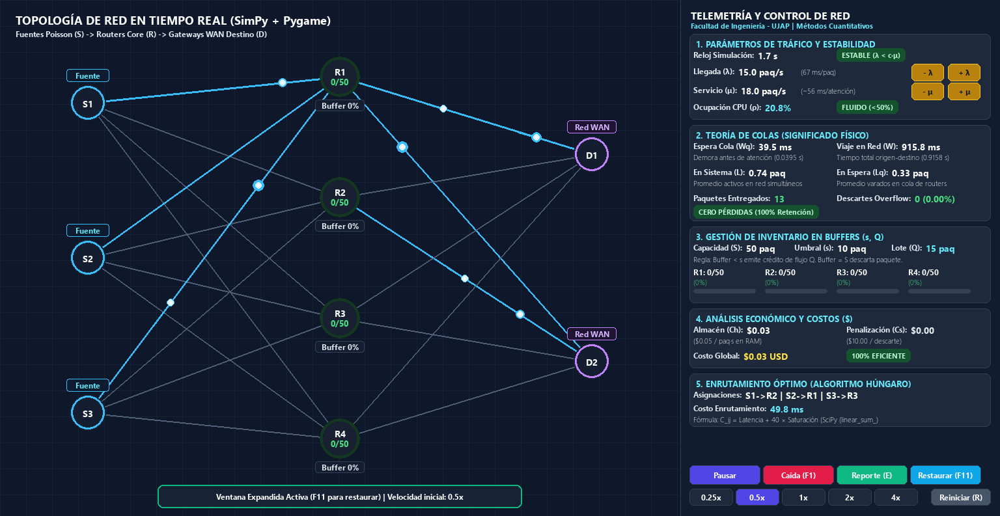 TOPOLOGÍA DE RED EN TIEMPO REAL (SimPy + Pygame)
Fuentes Poisson (S) -> Routers Core (R) -> Gateways WAN Destino (D)
Fuente
S1
Fuente
S2
Fuente
S3
R1
0/50
Buffer 0%
R2
0/50
Buffer 0%
R3
0/50
Buffer 0%
R4
0/50
Buffer 0%
Red WAN
D1
Red WAN
D2
Ventana Expandida Activa (F11 para restaurar) | Velocidad inicial: 0.5x
TELEMETRÍA Y CONTROL DE RED
Facultad de Ingeniería - UJAP | Métodos Cuantitativos
1. PARÁMETROS DE TRÁFICO Y ESTABILIDAD
Reloj Simulación: 1.7 s ESTABLE (λ < c·μ)
Llegada (λ): 15.0 paq/s (67 ms/paq) - λ + λ
Servicio (μ): 18.0 paq/s (~56 ms/atención) - μ + μ
Ocupación CPU (ρ): 20.8% FLUIDO (<50%)
2. TEORÍA DE COLAS (SIGNIFICADO FÍSICO)
Espera Cola (Wq): 39.5 ms Viaje en Red (W): 915.8 ms
Demora antes de atención (0.0395 s) Tiempo total origen-destino (0.9158 s)
En Sistema (L): 0.74 paq En Espera (Lq): 0.33 paq
Promedio activos en red simultáneos Promedio varados en cola de routers
Paquetes Entregados: 13 Descartes Overflow: 0 (0.00%)
CERO PÉRDIDAS (100% Retención)
3. GESTIÓN DE INVENTARIO EN BUFFERS (s, Q)
Capacidad (S): 50 paq Umbral (s): 10 paq Lote (Q): 15 paq
Regla: Buffer < s emite crédito de flujo Q. Buffer = S descarta paquete.
R1: 0/50 R2: 0/50 R3: 0/50 R4: 0/50
(0%) (0%) (0%) (0%)
4. ANÁLISIS ECONÓMICO Y COSTOS ($)
Almacén (Ch): $0.03 Penalización (Cs): $0.00
($0.05 / paq·s en RAM) ($10.00 / descarte)
Costo Global: $0.03 USD 100% EFICIENTE
5. ENRUTAMIENTO ÓPTIMO (ALGORITMO HÚNGARO)
Asignaciones: S1->R2 | S2->R1 | S3->R3
Costo Enrutamiento: 49.8 ms
Fórmula: C_ij = Latencia + 40 × Saturación (SciPy (linear_sum_)
Pausar Caída (F1) Reporte (E) Restaurar (F11)
0.25x 0.5x 1x 2x 4x Reiniciar (R)